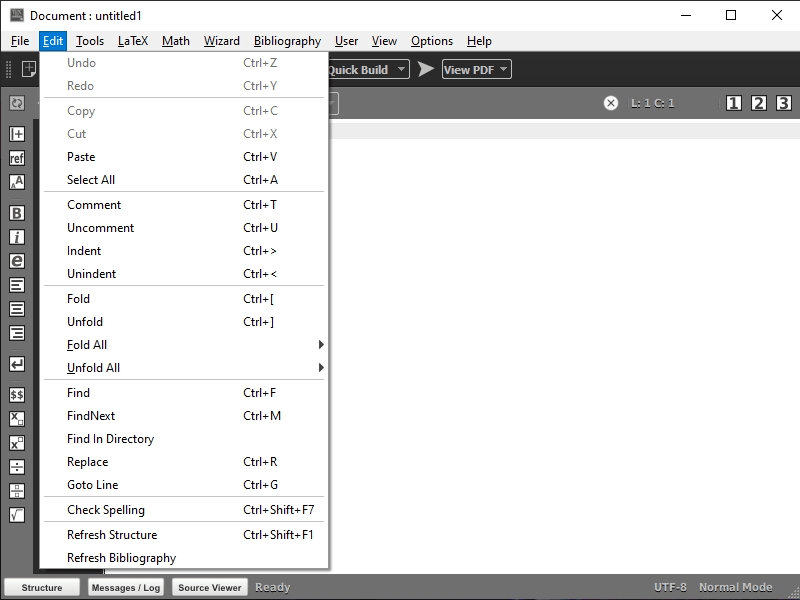 Document : untitled1
File Edit Tools LaTeX Math Wizard Bibliography User View Options Help
Quick Build View PDF
L: 1 C: 1 1 2 3
Undo Ctrl+Z
Redo Ctrl+Y
Copy Ctrl+C
Cut Ctrl+X
Paste Ctrl+V
Select All Ctrl+A
Comment Ctrl+T
Uncomment Ctrl+U
Indent Ctrl+>
Unindent Ctrl+<
Fold Ctrl+[
Unfold Ctrl+]
Fold All
Unfold All
Find Ctrl+F
FindNext Ctrl+M
Find In Directory
Replace Ctrl+R
Goto Line Ctrl+G
Check Spelling Ctrl+Shift+F7
Refresh Structure Ctrl+Shift+F1
Refresh Bibliography
ref
AA
B
i
e
$$
x
x
Structure Messages / Log Source Viewer Ready UTF-8 Normal Mode